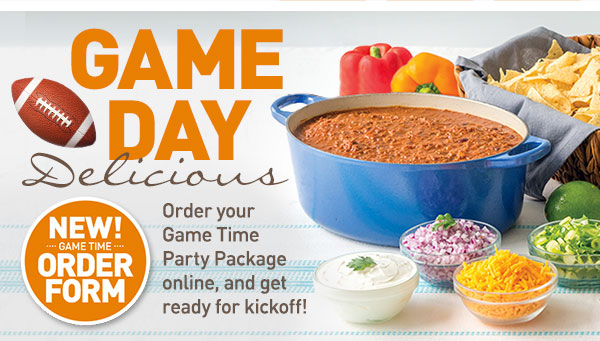 GAME
DAY
Delicious
NEW!
GAME TIME
ORDER
FORM
Order your
Game Time
Party Package
online, and get
ready for kickoff!